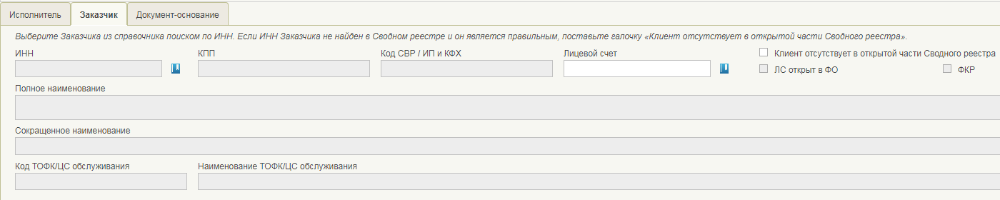 Исполнитель Заказчик Документ-основание
Выберите Заказчика из справочника поиском по ИНН. Если ИНН Заказчика не найден в Сводном реестре и он является правильным, поставьте галочку «Клиент отсутствует в открытой части Сводного реестра».
ИНН КПП Код СВР / ИП и КФХ Лицевой счет Клиент отсутствует в открытой части Сводного реестра
ЛС открыт в ФО ФКР
Полное наименование
Сокращенное наименование
Код ТОФК/ЦС обслуживания Наименование ТОФК/ЦС обслуживания